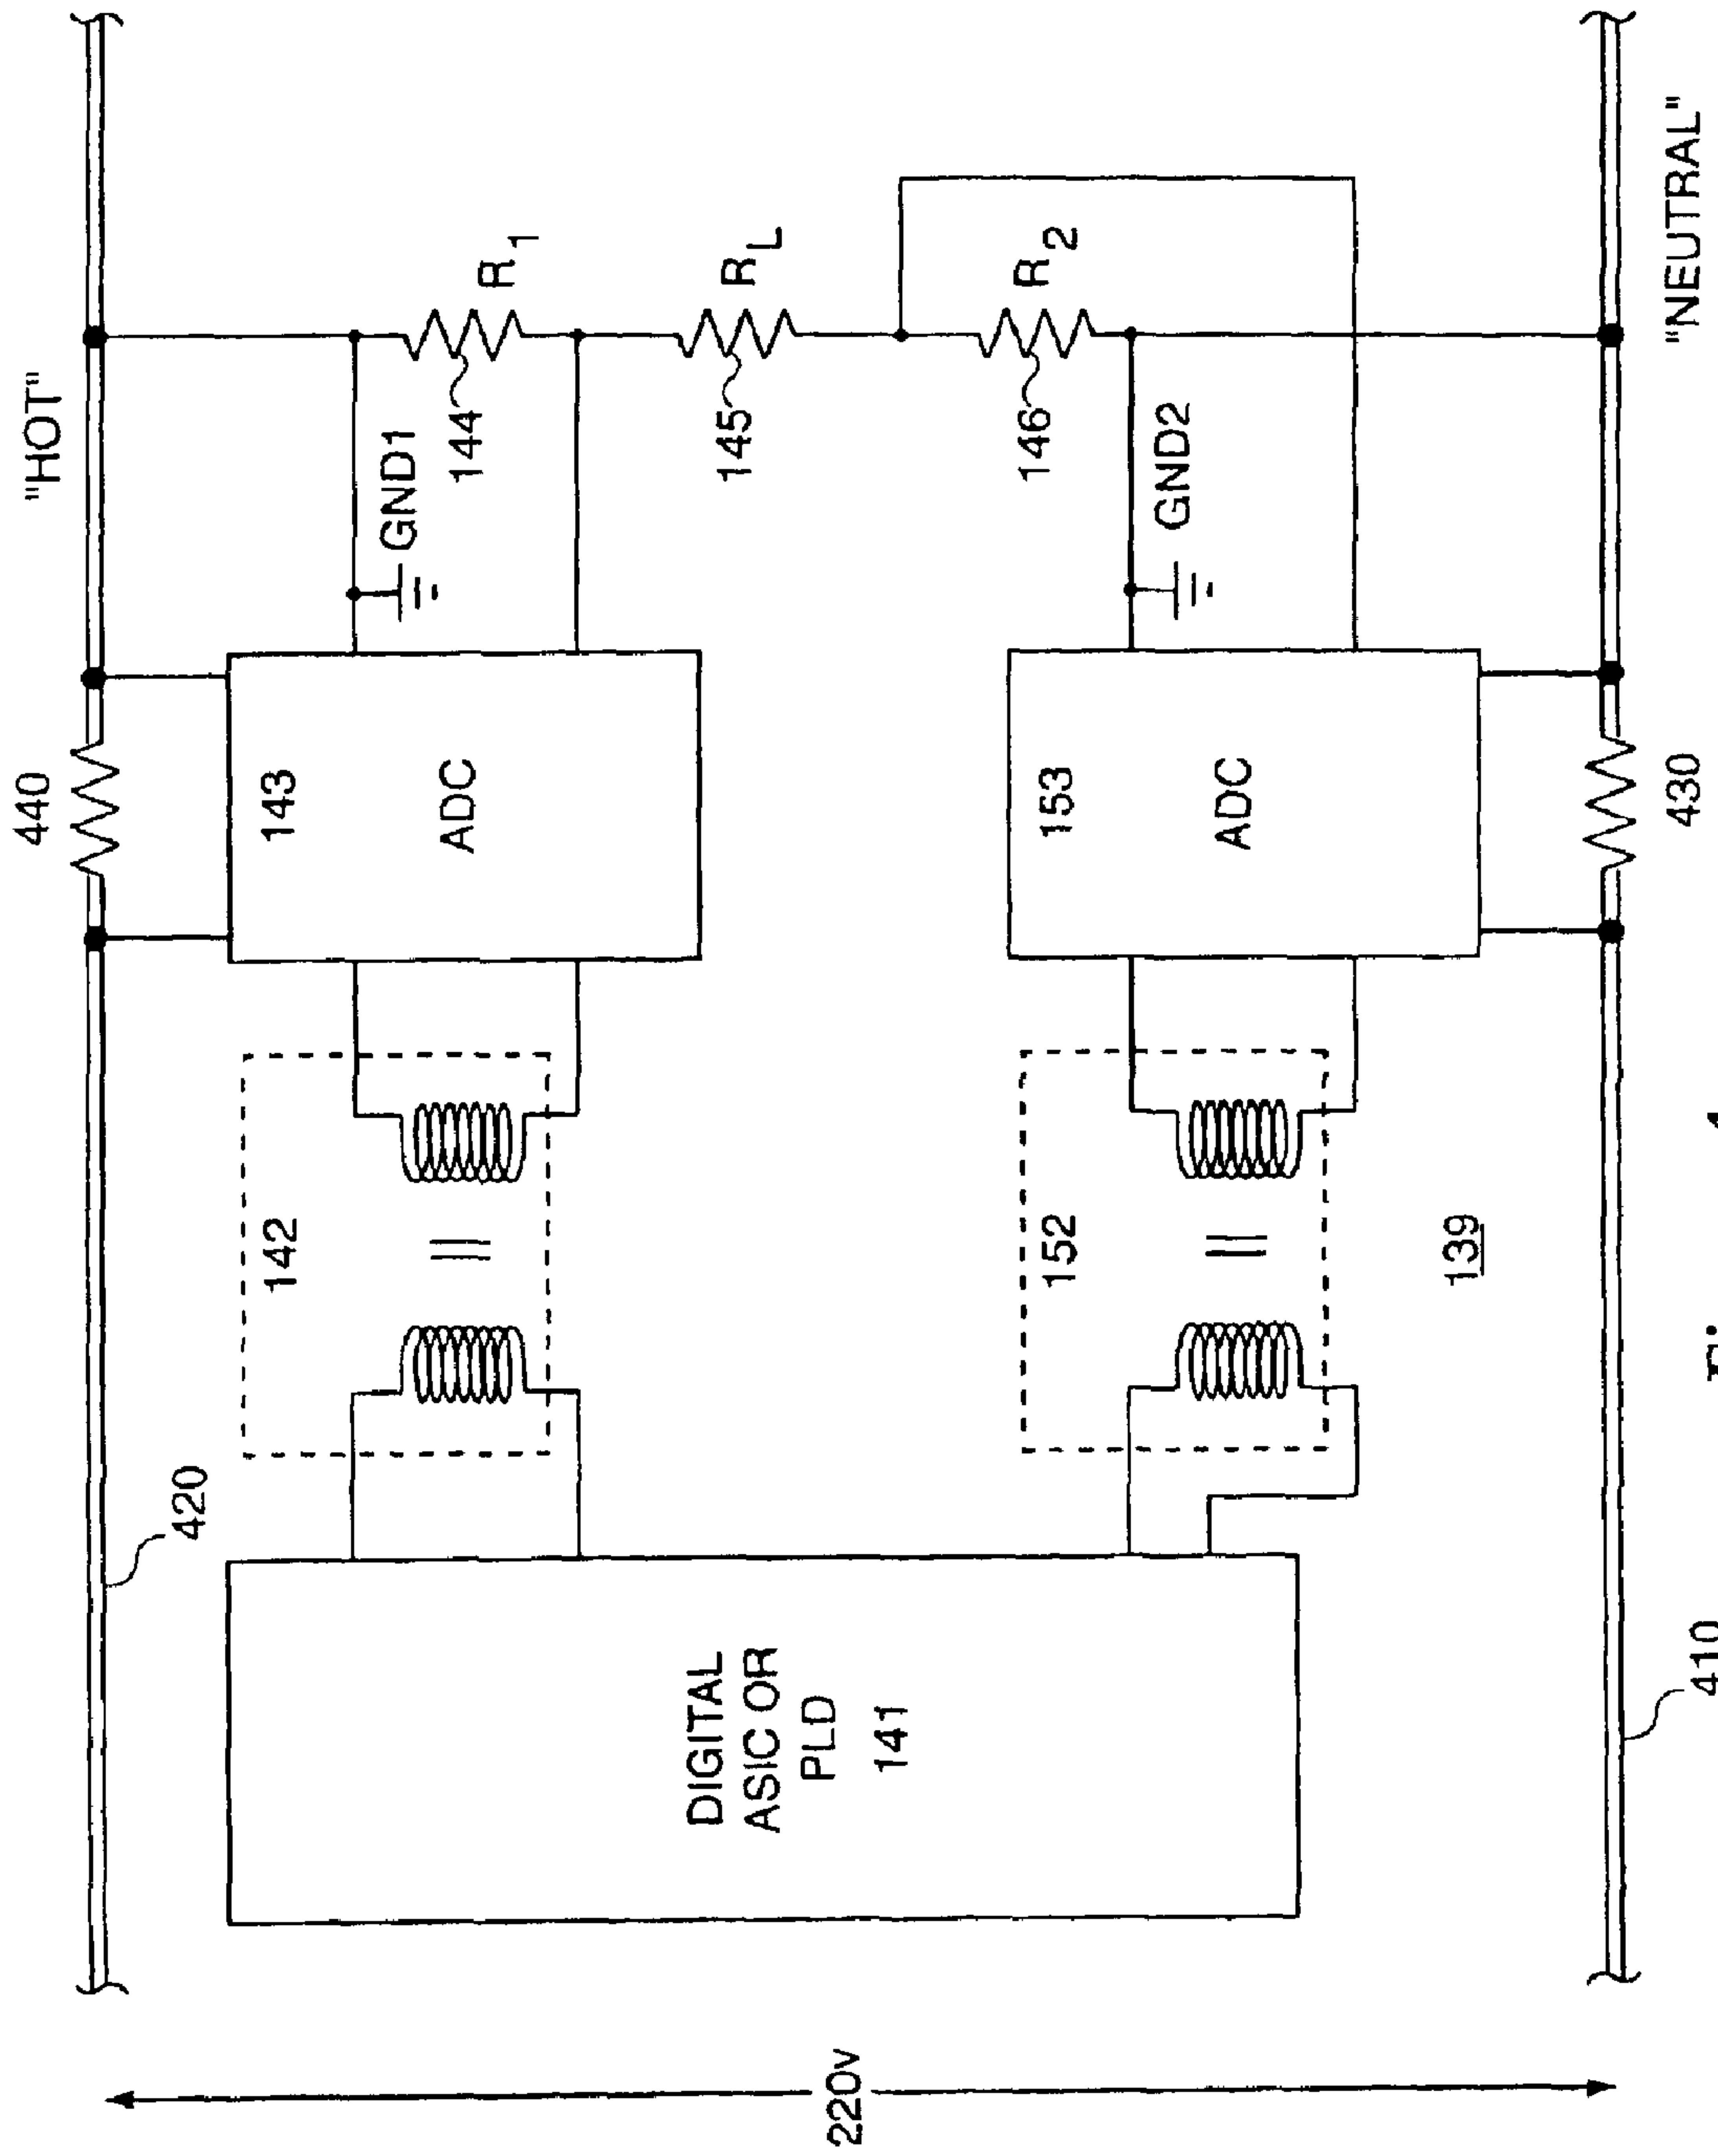 "HOT"
440
420
143
ADC
GND1
144
R1
142
145
RL
DIGITAL
ASIC OR
PLD
141
220v
153
ADC
GND2
146
R2
152
139
430
"NEUTRAL"
410